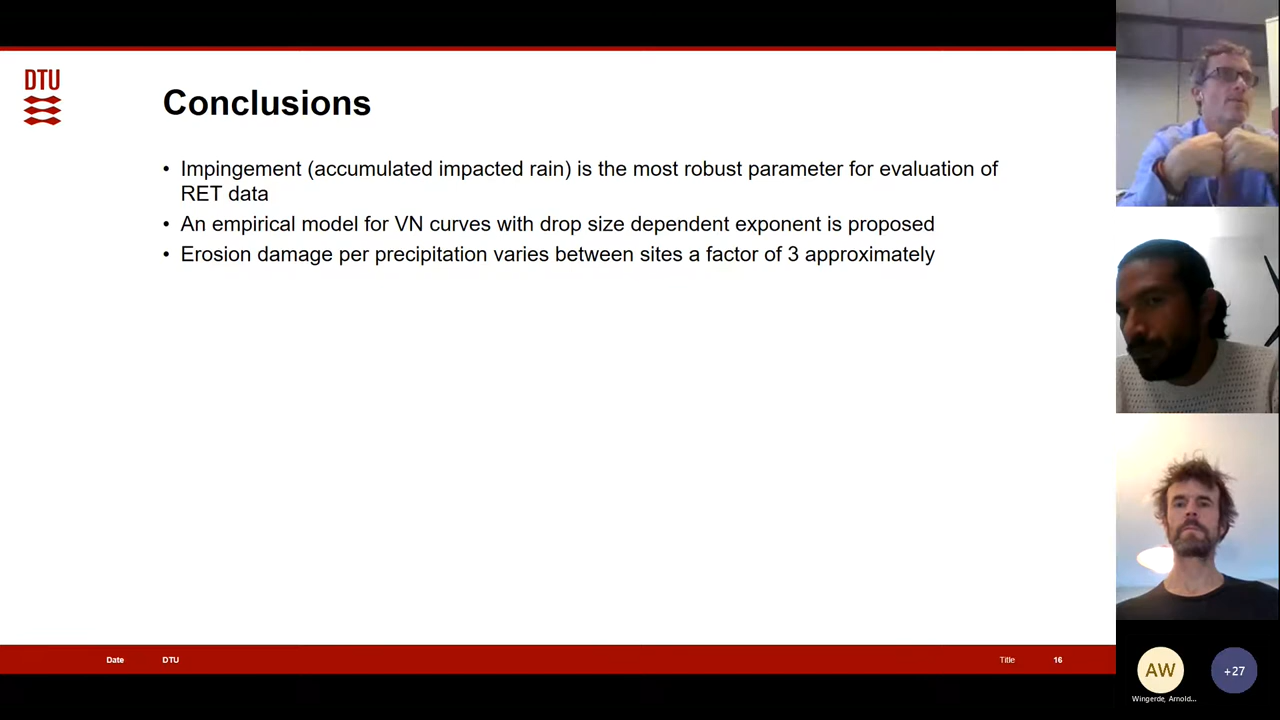 DTU
Conclusions
• Impingement (accumulated impacted rain) is the most robust parameter for evaluation of
RET data
• An empirical model for VN curves with drop size dependent exponent is proposed
• Erosion damage per precipitation varies between sites a factor of 3 approximately
Date DTU Title 16
AW +27
Wingerde, Arnold...